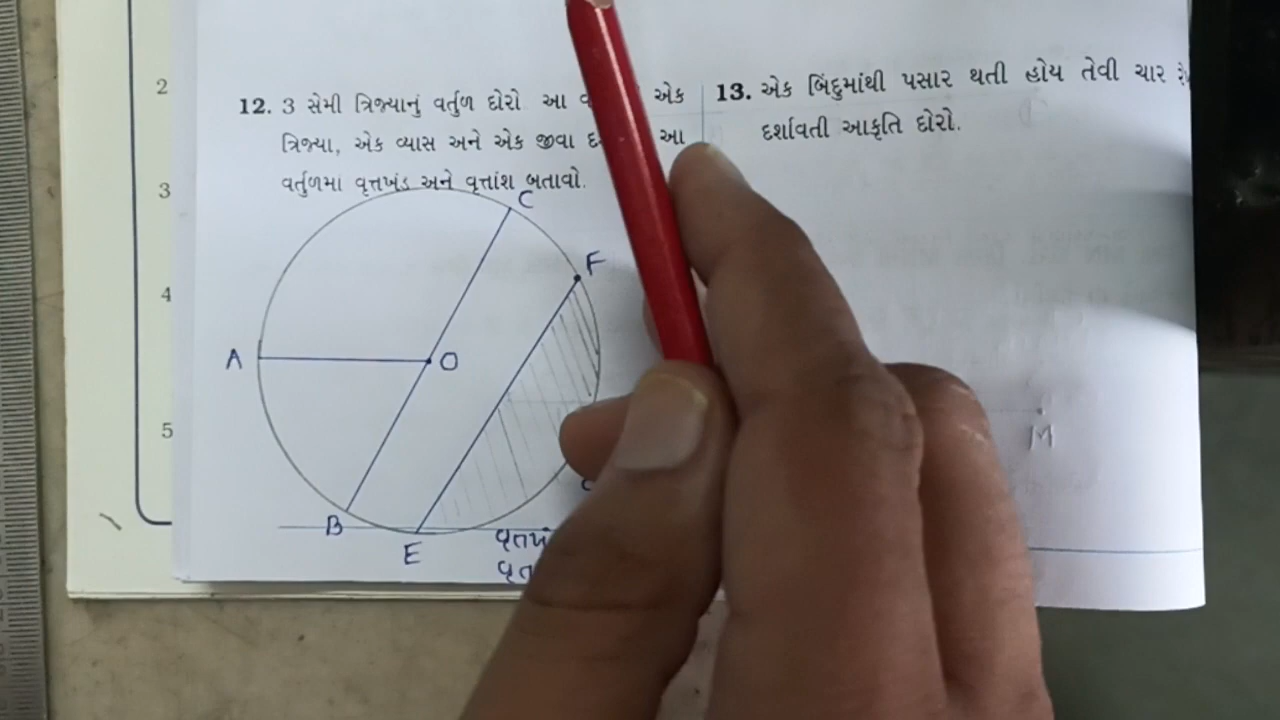 2
3
4
5
12. 3 સેમી ત્રિજ્યાનું વર્તુળ દોરો. આ એક
ત્રિજ્યા, એક વ્યાસ અને એક જીવા આ
વર્તુળમાં વૃત્તખંડ અને વૃત્તાંશ બતાવો.
13. એક બિંદુમાંથી પસાર થતી હોય તેવી ચાર
દર્શાવતી આકૃતિ દોરો.
C
F
A
O
B
E
M